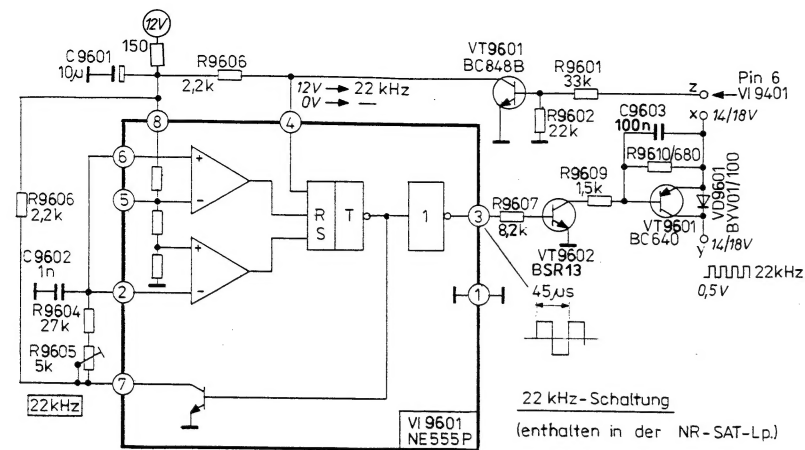 12V
150
C9601
10µ
R9606
2,2k
12V → 22 kHz
0V → —
VT9601
BC848B
R9601
33k
R9602
22k
Z
Pin 6
VI9401
X
14/18V
C9603
100n
R9610/680
VD9601
BYV01/100
VT9601
BC640
y
14/18V
22kHz
0,5V
8
4
6
5
2
7
3
1
+
−
+
−
R
S
T
1
R9606
2,2k
C9602
1n
R9604
27k
R9605
5k
22kHz
R9607
8,2k
R9609
1,5k
VT9602
BSR13
45µs
VI 9601
NE555P
22 kHz-Schaltung
(enthalten in der NR-SAT-Lp.)